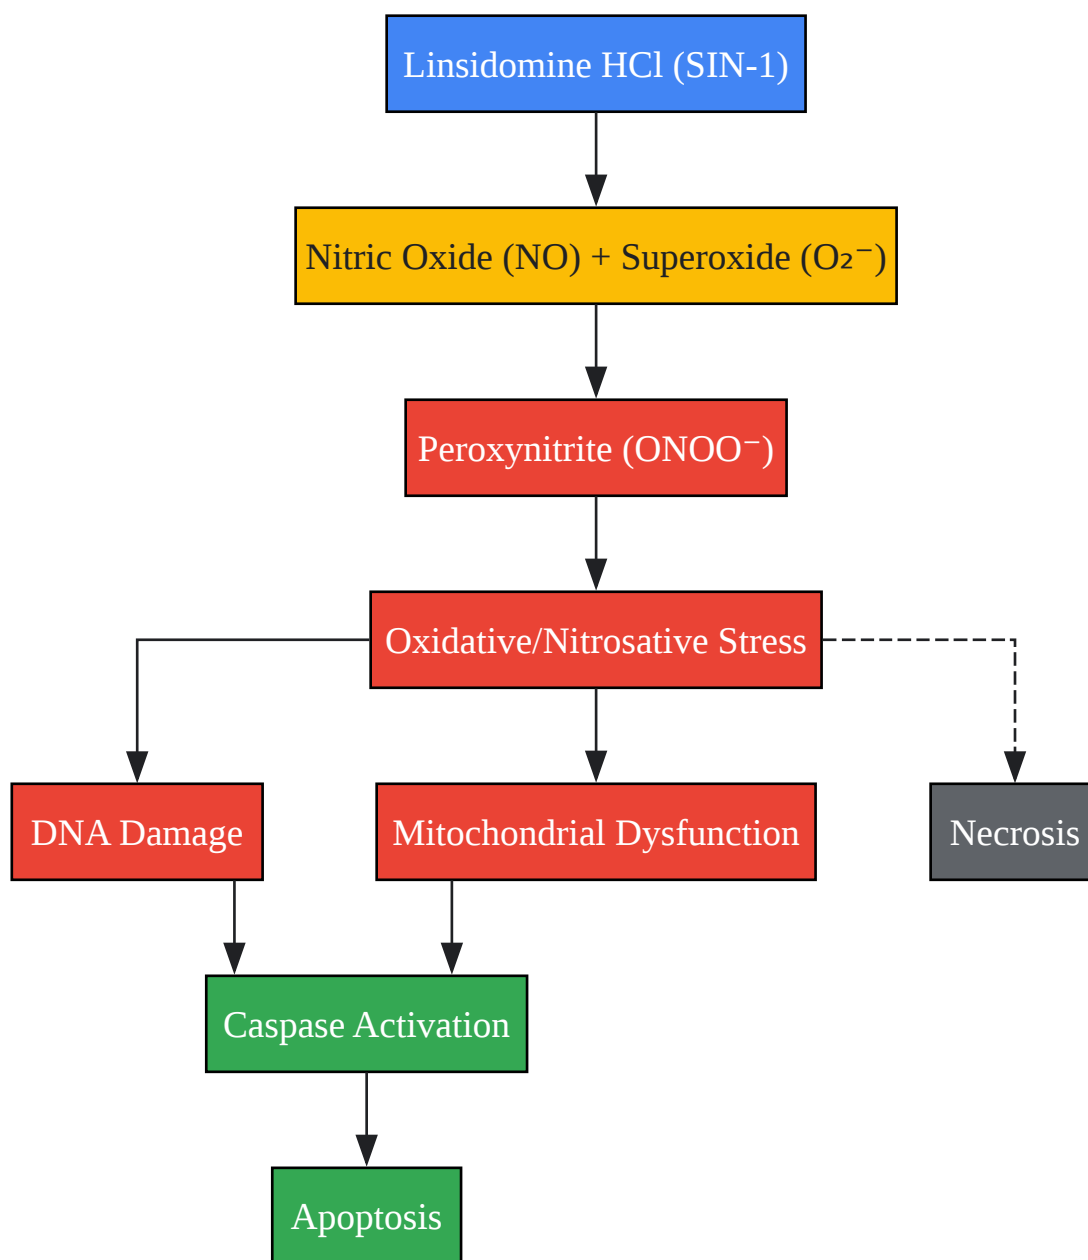 Linsidomine HCl (SIN-1)
Nitric Oxide (NO) + Superoxide (O₂⁻)
Peroxynitrite (ONOO⁻)
Oxidative/Nitrosative Stress
DNA Damage
Mitochondrial Dysfunction
Necrosis
Caspase Activation
Apoptosis